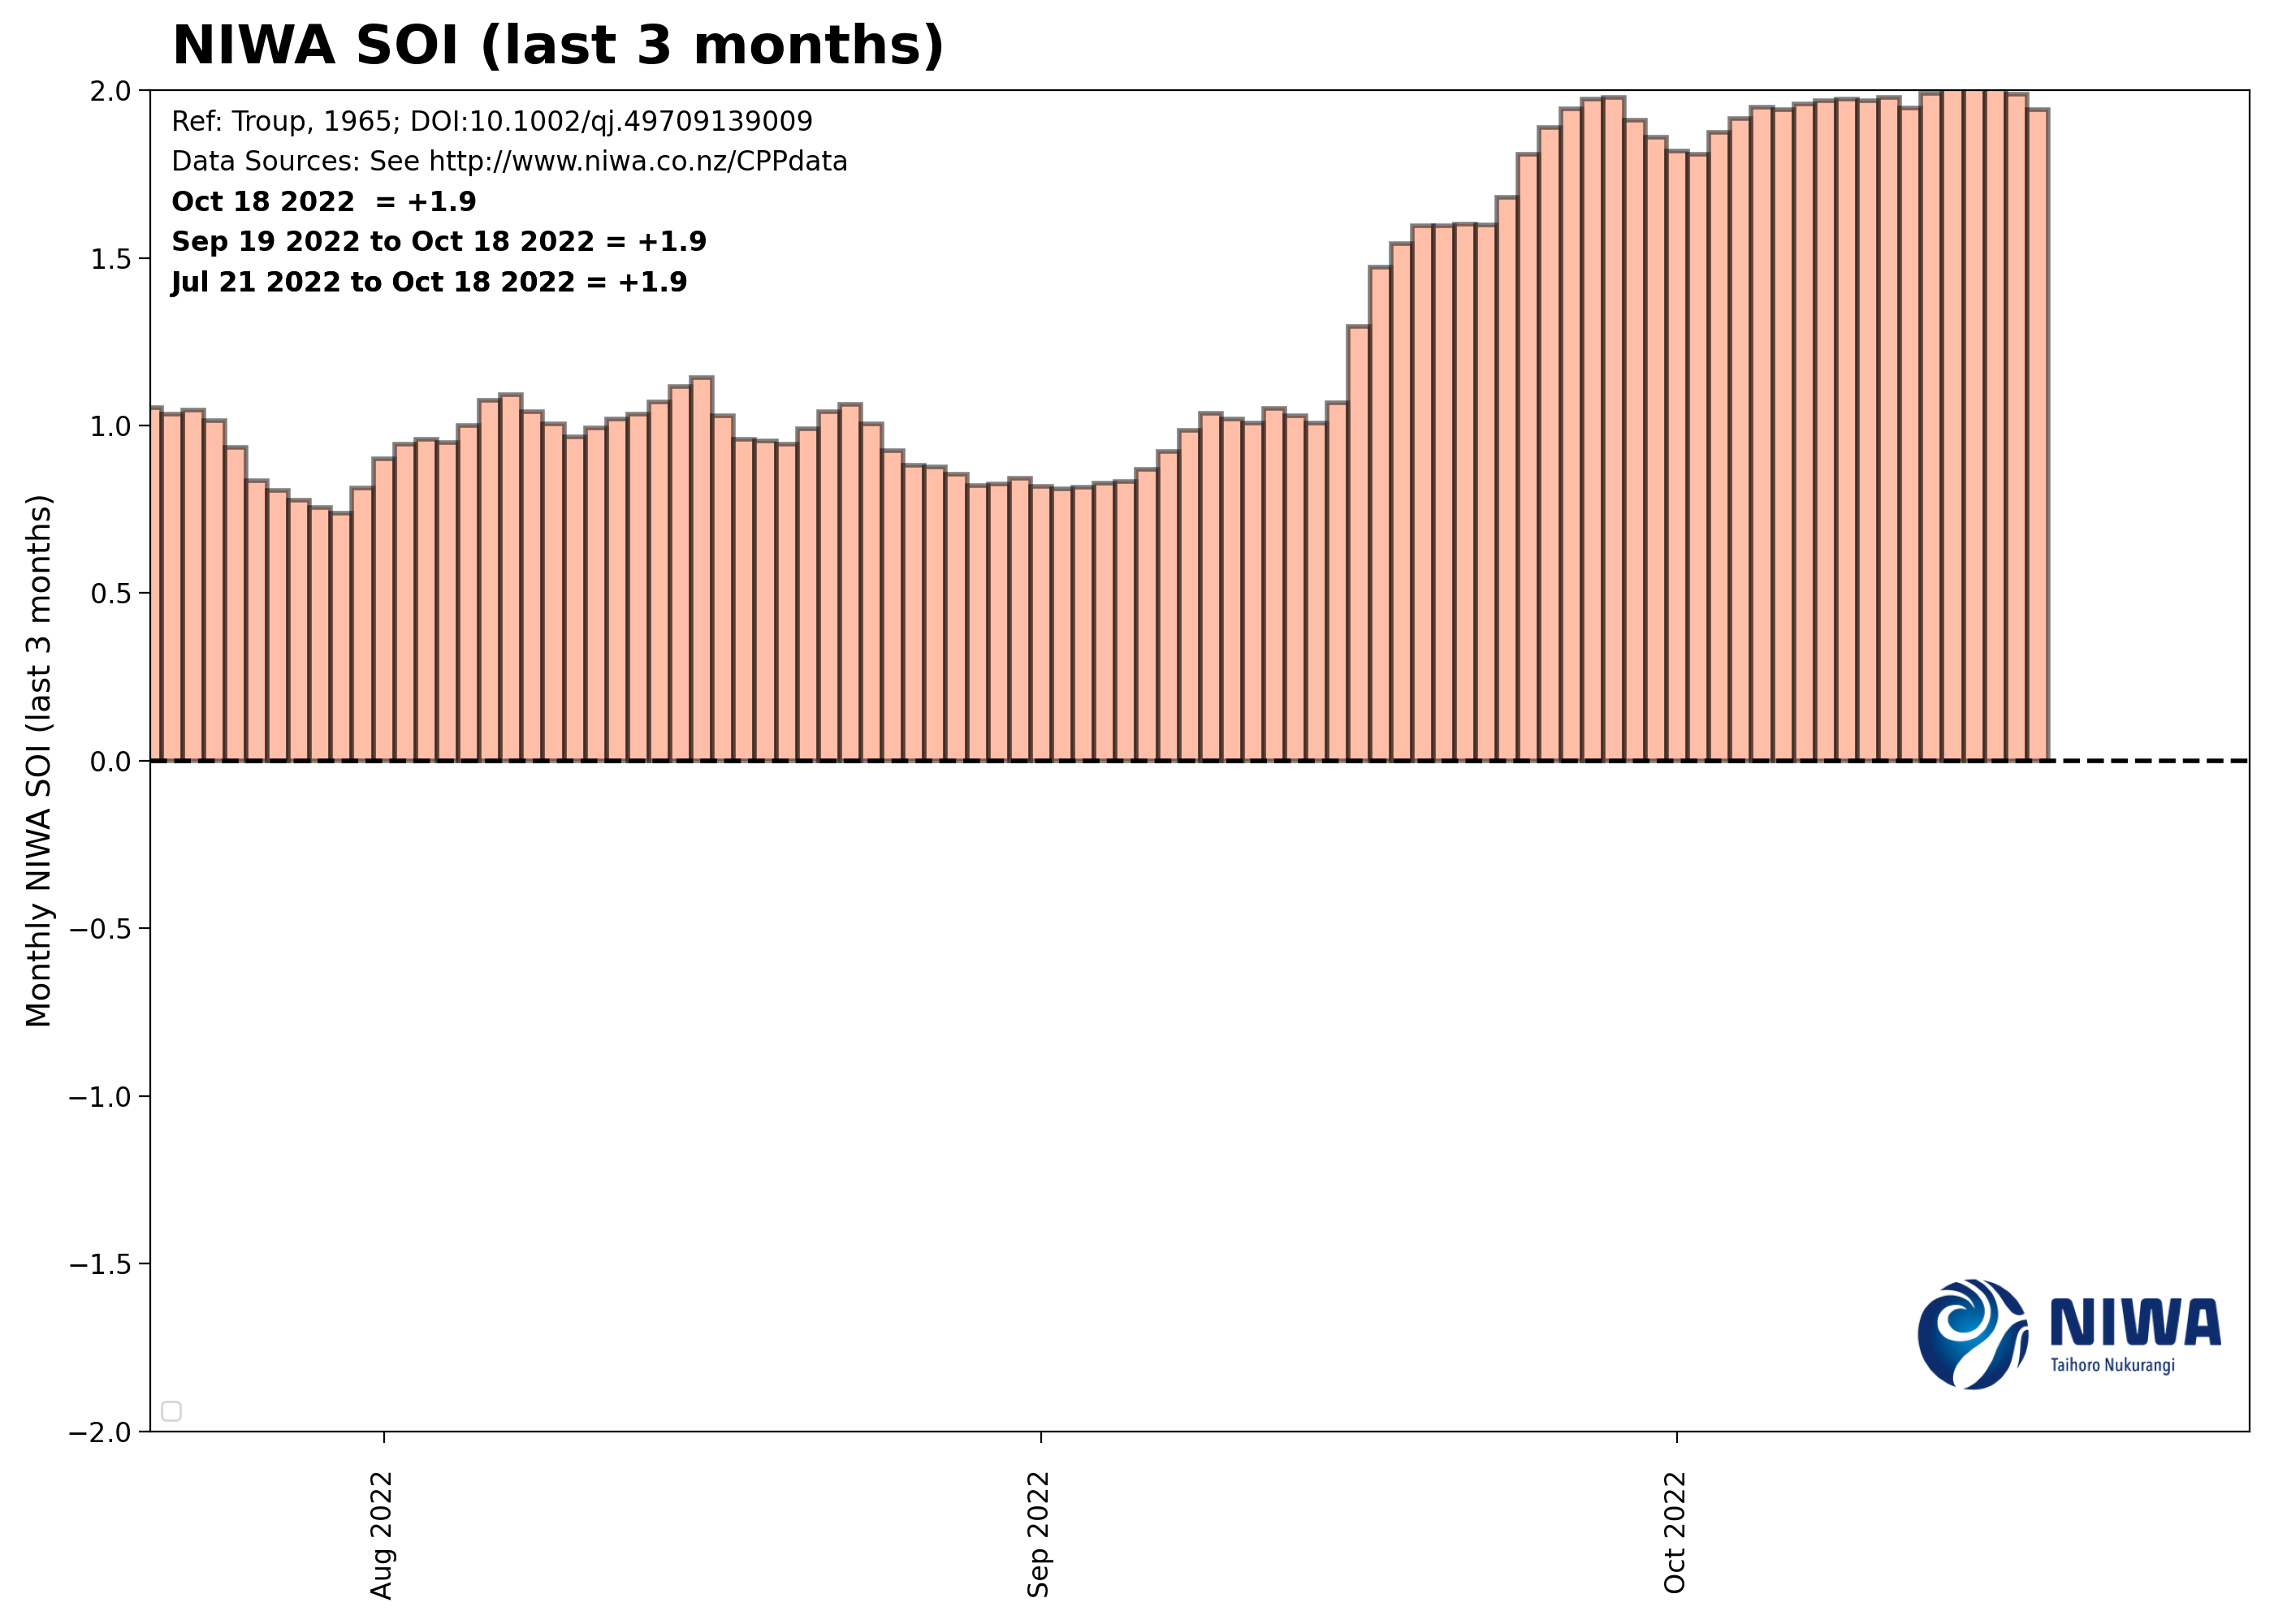 NIWA SOI (last 3 months)
Ref: Troup, 1965; DOI:10.1002/qj.49709139009
Data Sources: See http://www.niwa.co.nz/CPPdata
Oct 18 2022  = +1.9
Sep 19 2022 to Oct 18 2022 = +1.9
Jul 21 2022 to Oct 18 2022 = +1.9
Monthly NIWA SOI (last 3 months)
2.0
1.5
1.0
0.5
0.0
−0.5
−1.0
−1.5
−2.0
Aug 2022
Sep 2022
Oct 2022
NIWA
Taihoro Nukurangi